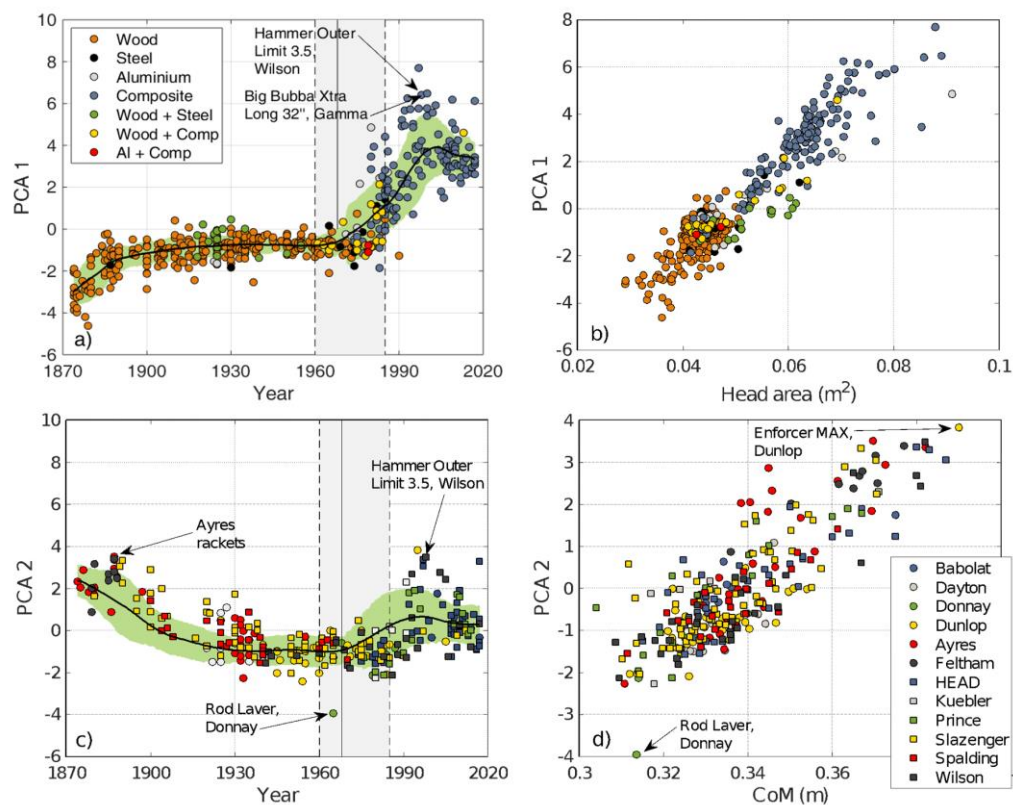 10
8
6
4
2
0
-2
-4
-6
PCA 1
Wood
Steel
Aluminium
Composite
Wood + Steel
Wood + Comp
Al + Comp
Hammer Outer
Limit 3.5,
Wilson
Big Bubba Xtra
Long 32", Gamma
a)
1870 1900 1930 1960 1990 2020
Year
8
6
4
2
0
-2
-4
-6
PCA 1
b)
0.02 0.04 0.06 0.08 0.1
Head area (m²)
10
8
6
4
2
0
-2
-4
-6
PCA 2
Ayres
rackets
Hammer Outer
Limit 3.5, Wilson
Rod Laver,
Donnay
c)
1870 1900 1930 1960 1990 2020
Year
4
3
2
1
0
-1
-2
-3
-4
PCA 2
Enforcer MAX,
Dunlop
Rod Laver,
Donnay
d)
Babolat
Dayton
Donnay
Dunlop
Ayres
Feltham
HEAD
Kuebler
Prince
Slazenger
Spalding
Wilson
0.3 0.32 0.34 0.36
CoM (m)